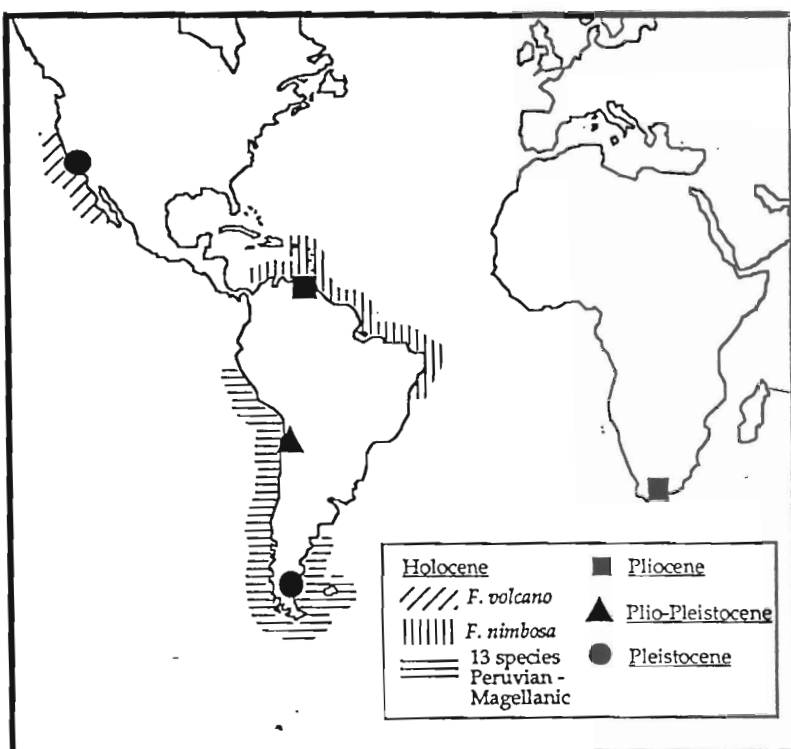 Holocene
F. volcano
F. nimbosa
13 species
Peruvian -
Magellanic
Pliocene
Plio-Pleistocene
Pleistocene